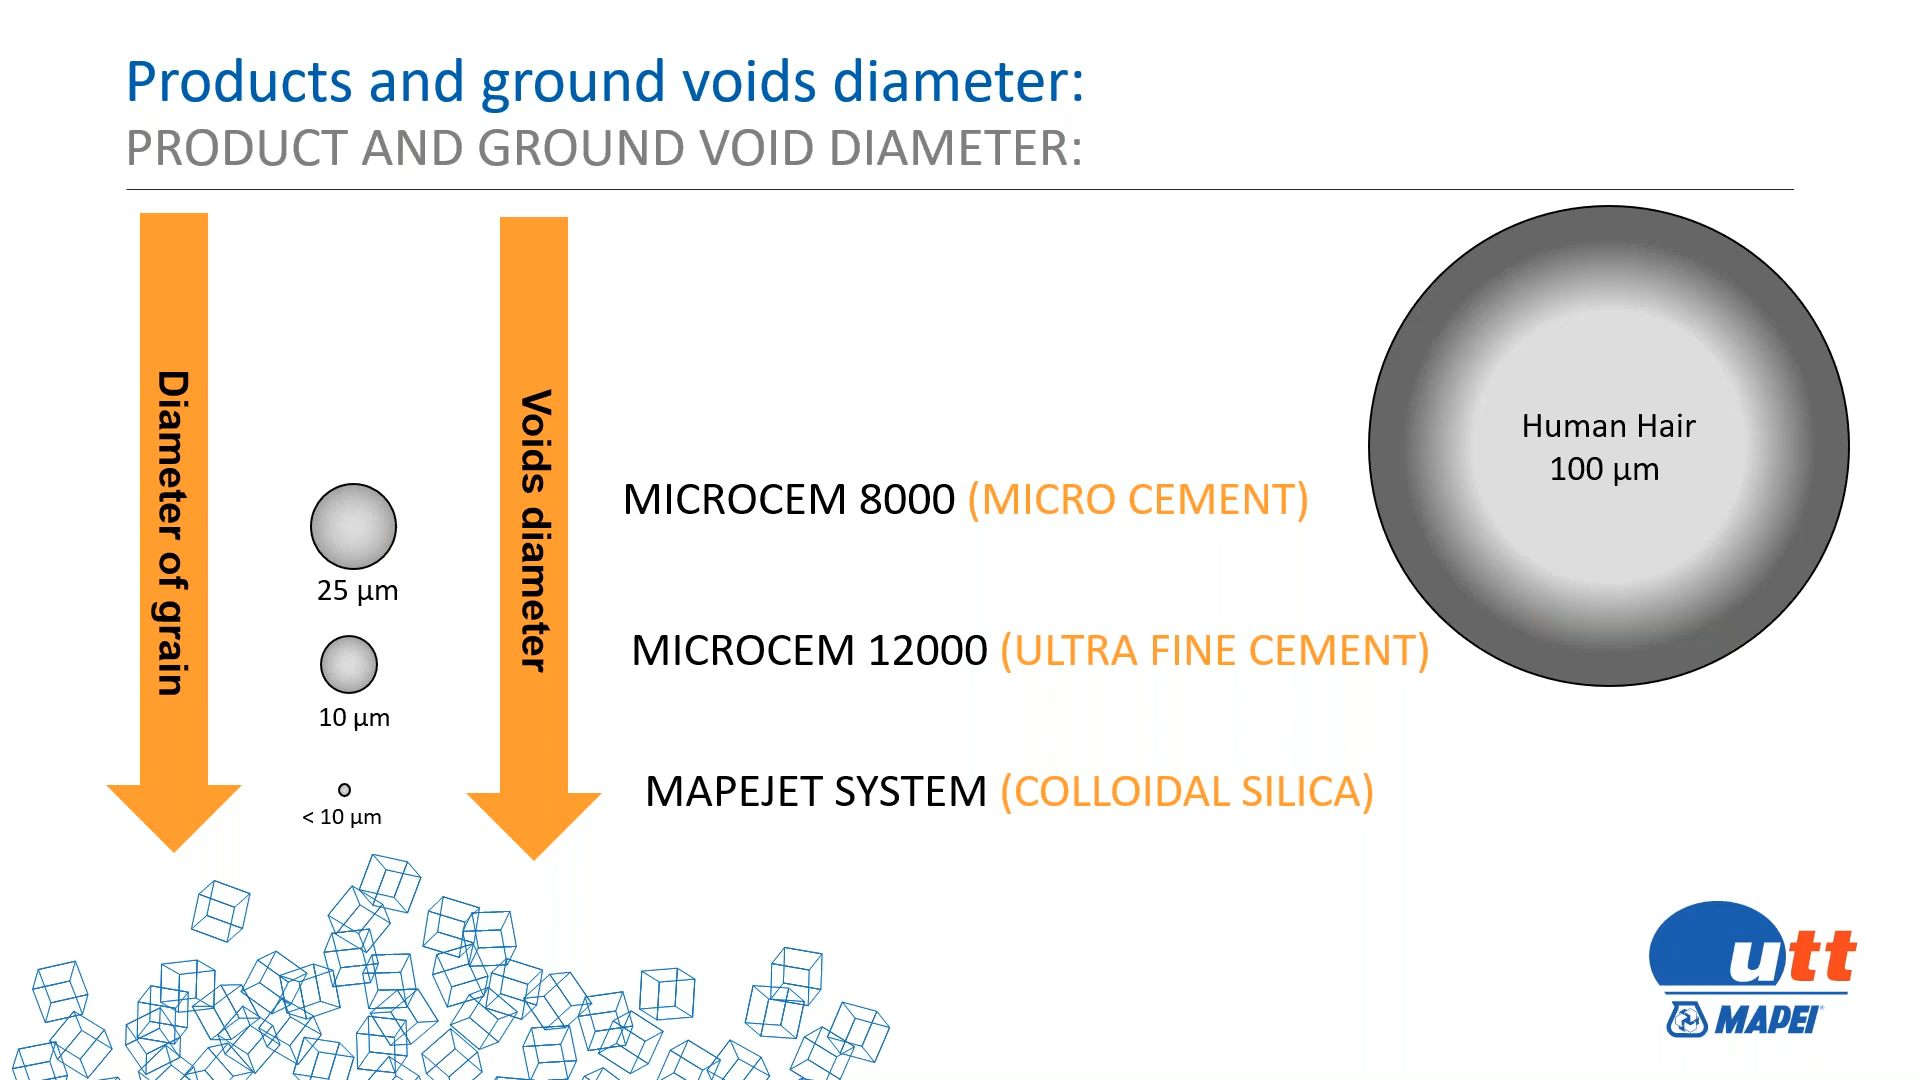 Products and ground voids diameter:
PRODUCT AND GROUND VOID DIAMETER:
Diameter of grain
25 µm
10 µm
< 10 µm
Voids diameter
MICROCEM 8000 (MICRO CEMENT)
MICROCEM 12000 (ULTRA FINE CEMENT)
MAPEJET SYSTEM (COLLOIDAL SILICA)
Human Hair
100 µm
utt
MAPEI®